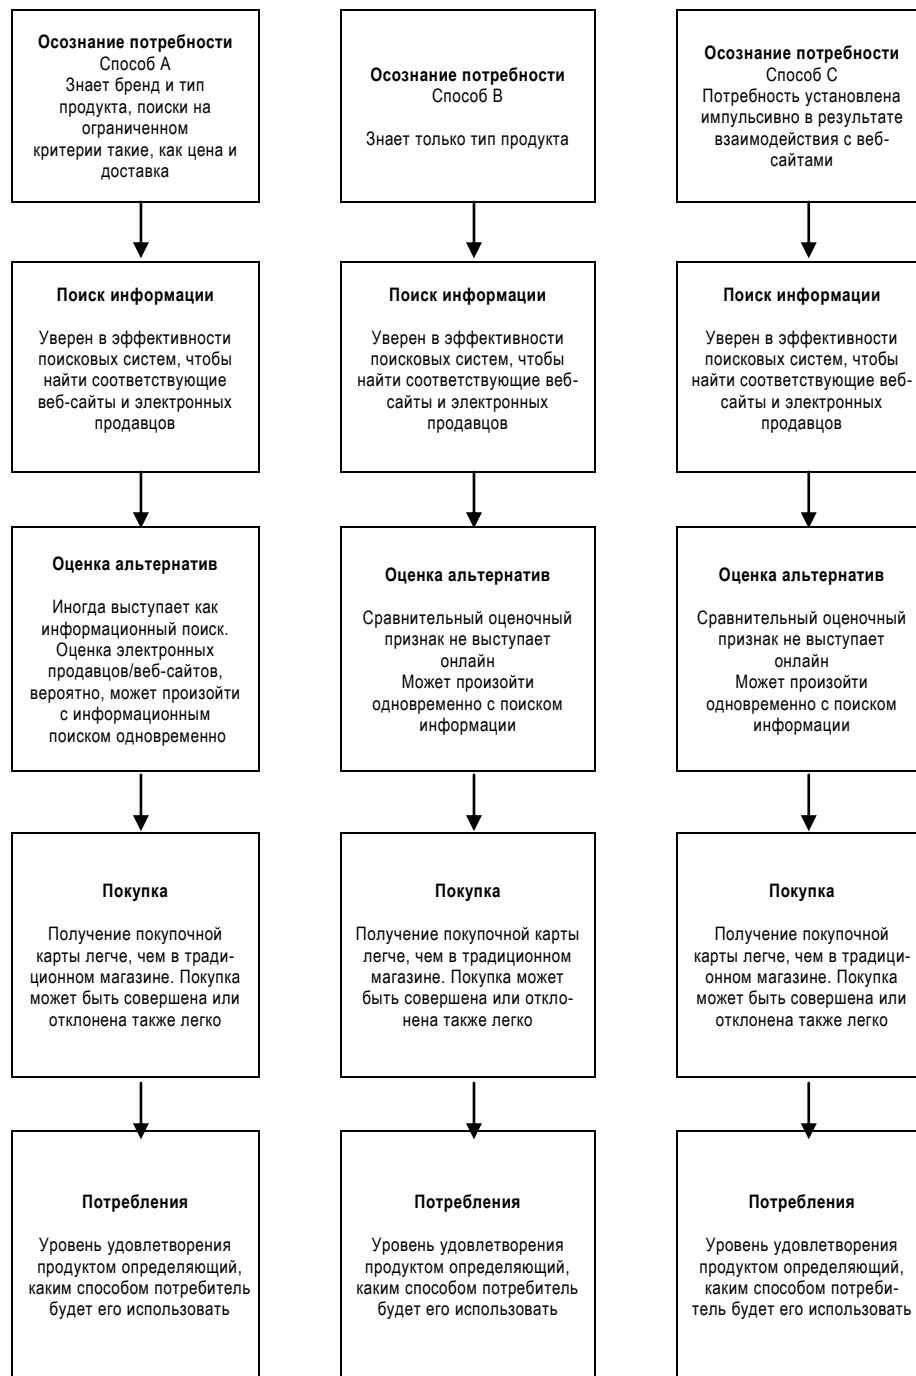 Осознание потребности
Способ А
Знает бренд и тип
продукта, поиски на
ограниченном
критерии такие, как цена и
доставка
Осознание потребности
Способ В
Знает только тип продукта
Осознание потребности
Способ С
Потребность установлена
импульсивно в результате
взаимодействия с веб-
сайтами
Поиск информации
Уверен в эффективности
поисковых систем, чтобы
найти соответствующие
веб-сайты и электронных
продавцов
Поиск информации
Уверен в эффективности
поисковых систем, чтобы
найти соответствующие веб-
сайты и электронных
продавцов
Поиск информации
Уверен в эффективности
поисковых систем, чтобы
найти соответствующие веб-
сайты и электронных
продавцов
Оценка альтернатив
Иногда выступает как
информационный поиск.
Оценка электронных
продавцов/веб-сайтов,
вероятно, может произойти
с информационным
поиском одновременно
Оценка альтернатив
Сравнительный оценочный
признак не выступает
онлайн
Может произойти
одновременно с поиском
информации
Оценка альтернатив
Сравнительный оценочный
признак не выступает
онлайн
Может произойти
одновременно с поиском
информации
Покупка
Получение покупочной
карты легче, чем в тради-
ционном магазине. Покупка
может быть совершена или
отклонена также легко
Покупка
Получение покупочной карты
легче, чем в традиционном
магазине. Покупка может
быть совершена или откло-
нена также легко
Покупка
Получение покупочной
карты легче, чем в традици-
онном магазине. Покупка
может быть совершена или
отклонена также легко
Потребления
Уровень удовлетворения
продуктом определяющий,
каким способом потребитель
будет его использовать
Потребления
Уровень удовлетворения
продуктом определяющий,
каким способом потребитель
будет его использовать
Потребления
Уровень удовлетворения
продуктом определяющий,
каким способом потреби-
тель будет его использовать